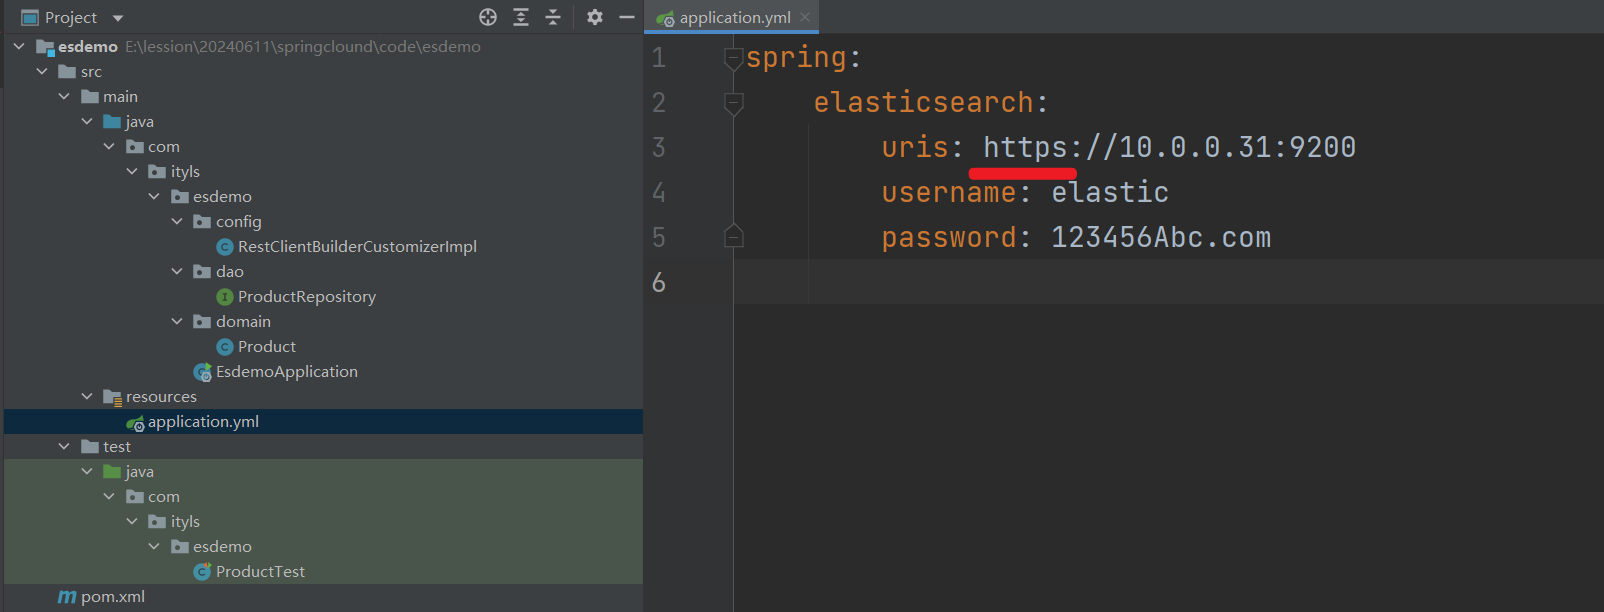 Project
esdemo E:\lession\20240611\springclound\code\esdemo
src
main
java
com
ityls
esdemo
config
RestClientBuilderCustomizerImpl
dao
ProductRepository
domain
Product
EsdemoApplication
resources
application.yml
test
java
com
ityls
esdemo
ProductTest
pom.xml
application.yml
1 spring:
2 elasticsearch:
3 uris: https://10.0.0.31:9200
4 username: elastic
5 password: 123456Abc.com
6